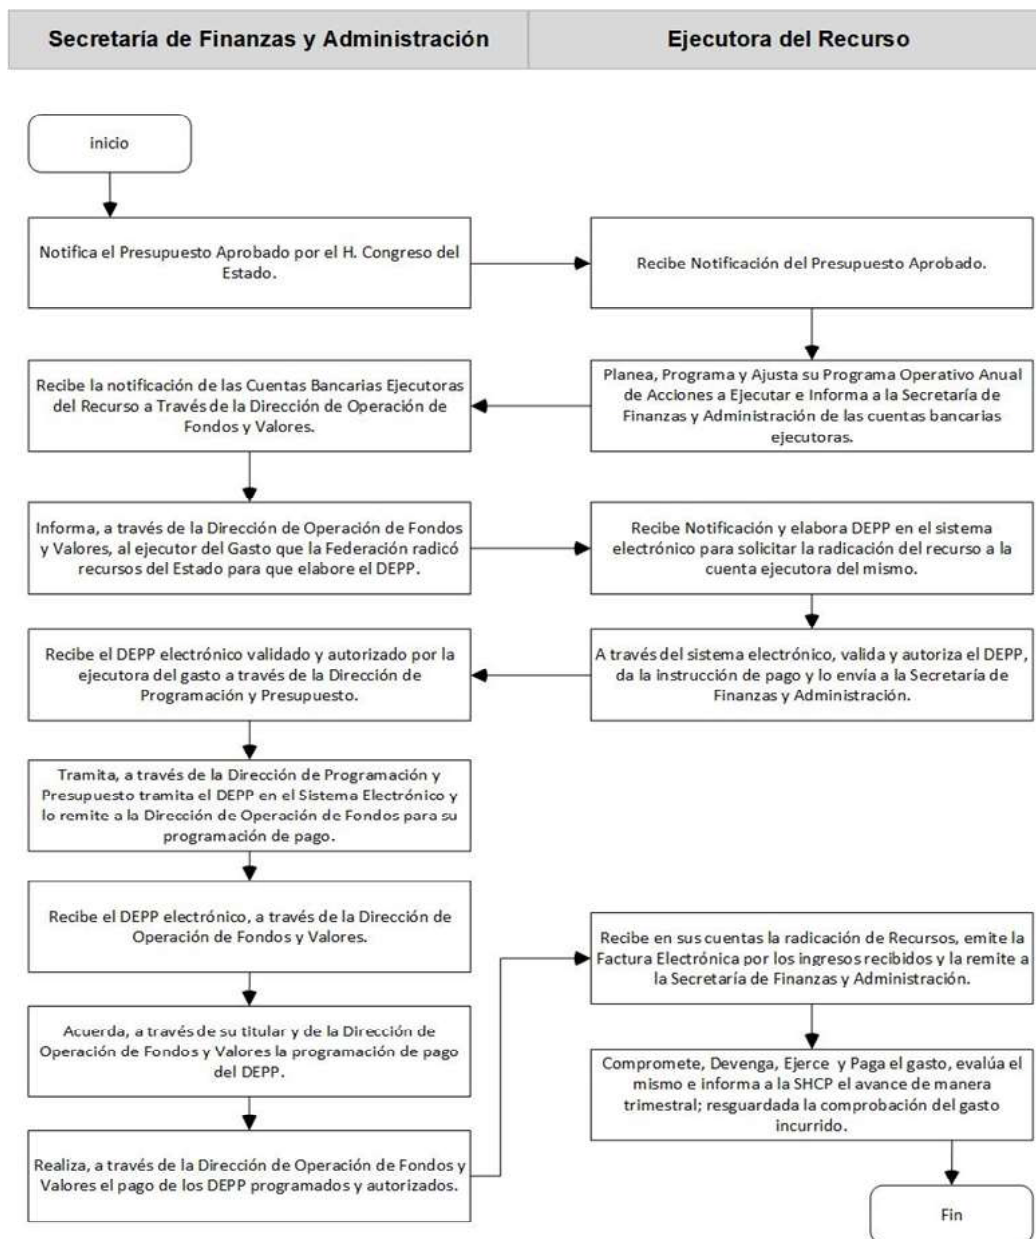 Secretaría de Finanzas y Administración
Ejecutora del Recurso
inicio
Notifica el Presupuesto Aprobado por el H. Congreso del
Estado.
Recibe Notificación del Presupuesto Aprobado.
Planea, Programa y Ajusta su Programa Operativo Anual
de Acciones a Ejecutar e Informa a la Secretaría de
Finanzas y Administración de las cuentas bancarias
ejecutoras.
Recibe la notificación de las Cuentas Bancarias Ejecutoras
del Recurso a Través de la Dirección de Operación de
Fondos y Valores.
Informa, a través de la Dirección de Operación de Fondos
y Valores, al ejecutor del Gasto que la Federación radicó
recursos del Estado para que elabore el DEPP.
Recibe Notificación y elabora DEPP en el sistema
electrónico para solicitar la radicación del recurso a la
cuenta ejecutora del mismo.
A través del sistema electrónico, valida y autoriza el DEPP,
da la instrucción de pago y lo envía a la Secretaría de
Finanzas y Administración.
Recibe el DEPP electrónico validado y autorizado por la
ejecutora del gasto a través de la Dirección de
Programación y Presupuesto.
Tramita, a través de la Dirección de Programación y
Presupuesto tramita el DEPP en el Sistema Electrónico y
lo remite a la Dirección de Operación de Fondos para su
programación de pago.
Recibe el DEPP electrónico, a través de la Dirección de
Operación de Fondos y Valores.
Acuerda, a través de su titular y de la Dirección de
Operación de Fondos y Valores la programación de pago
del DEPP.
Realiza, a través de la Dirección de Operación de Fondos y
Valores el pago de los DEPP programados y autorizados.
Recibe en sus cuentas la radicación de Recursos, emite la
Factura Electrónica por los ingresos recibidos y la remite a
la Secretaría de Finanzas y Administración.
Compromete, Devenga, Ejerce y Paga el gasto, evalúa el
mismo e informa a la SHCP el avance de manera
trimestral; resguardada la comprobación del gasto
incurrido.
Fin